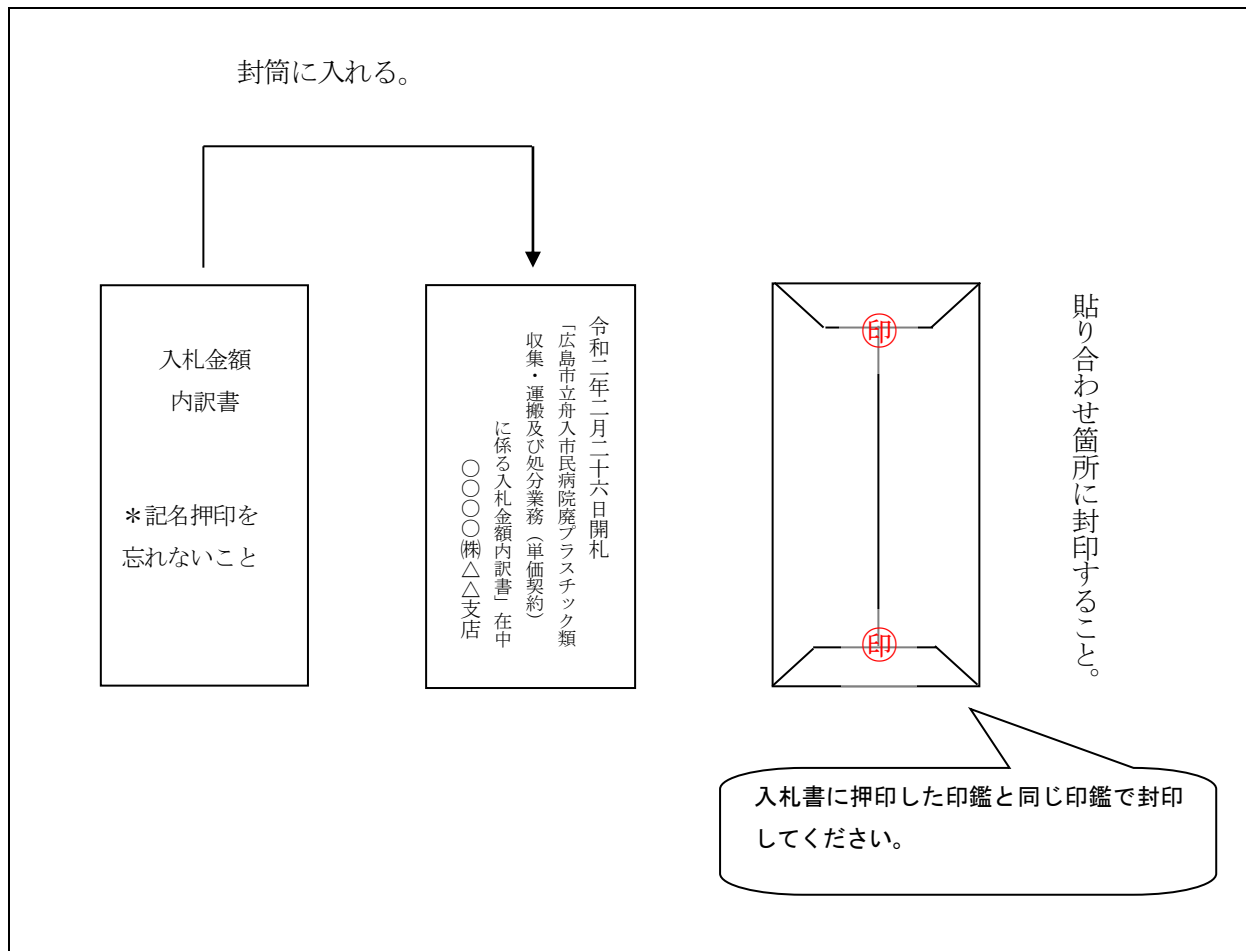 封筒に入れる。
入札金額
内訳書
＊記名押印を
忘れないこと
令和二年二月二十六日開札
「広島市立舟入市民病院廃プラスチック類
収集・運搬及び処分業務（単価契約）
に係る入札金額内訳書」在中
〇〇〇〇㈱△△支店
印
印
貼り合わせ箇所に封印すること。
入札書に押印した印鑑と同じ印鑑で封印
してください。